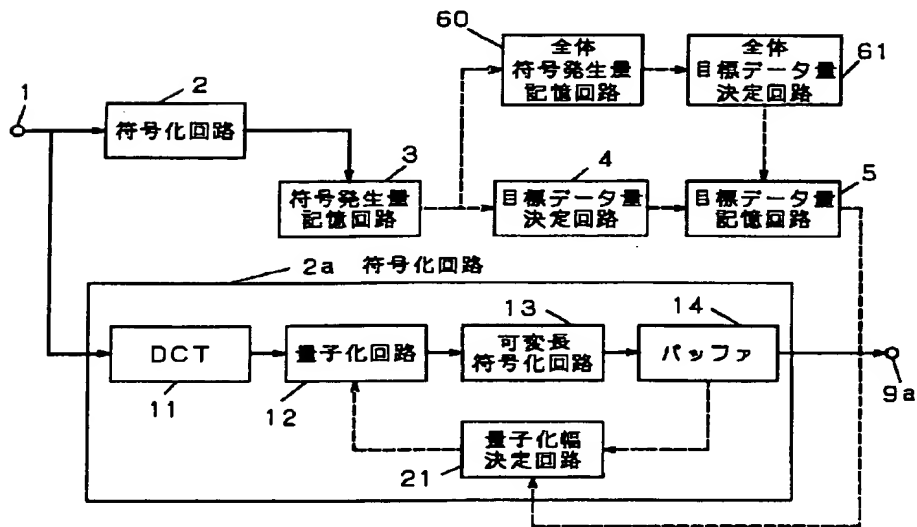 60
全体
符号発生量
記憶回路
全体
目標データ量
決定回路
61
1
2
符号化回路
3
符号発生量
記憶回路
4
目標データ量
決定回路
5
目標データ量
記憶回路
2a 符号化回路
DCT
11
量子化回路
12
13
可変長
符号化回路
14
バッファ
9a
量子化幅
決定回路
21